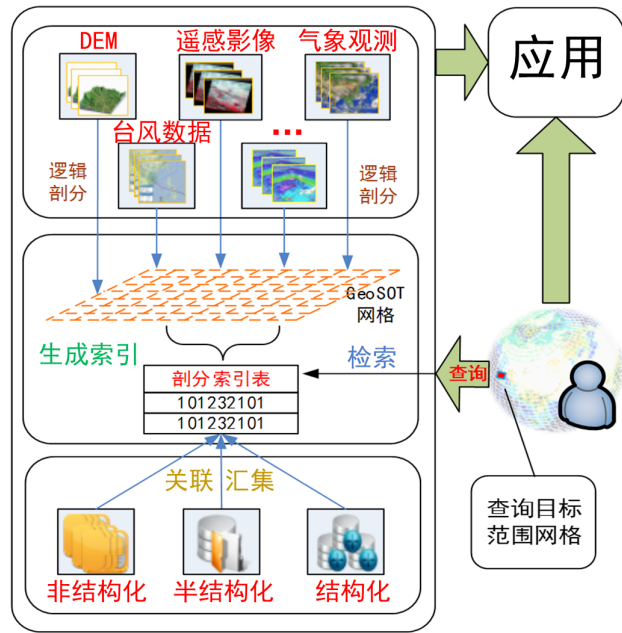 DEM
遥感影像
气象观测
应用
台风数据
...
逻辑
剖分
逻辑
剖分
GeoSOT
网格
生成索引
检索
查询
剖分索引表
101232101
101232101
关联 汇集
查询目标
范围网格
非结构化
半结构化
结构化